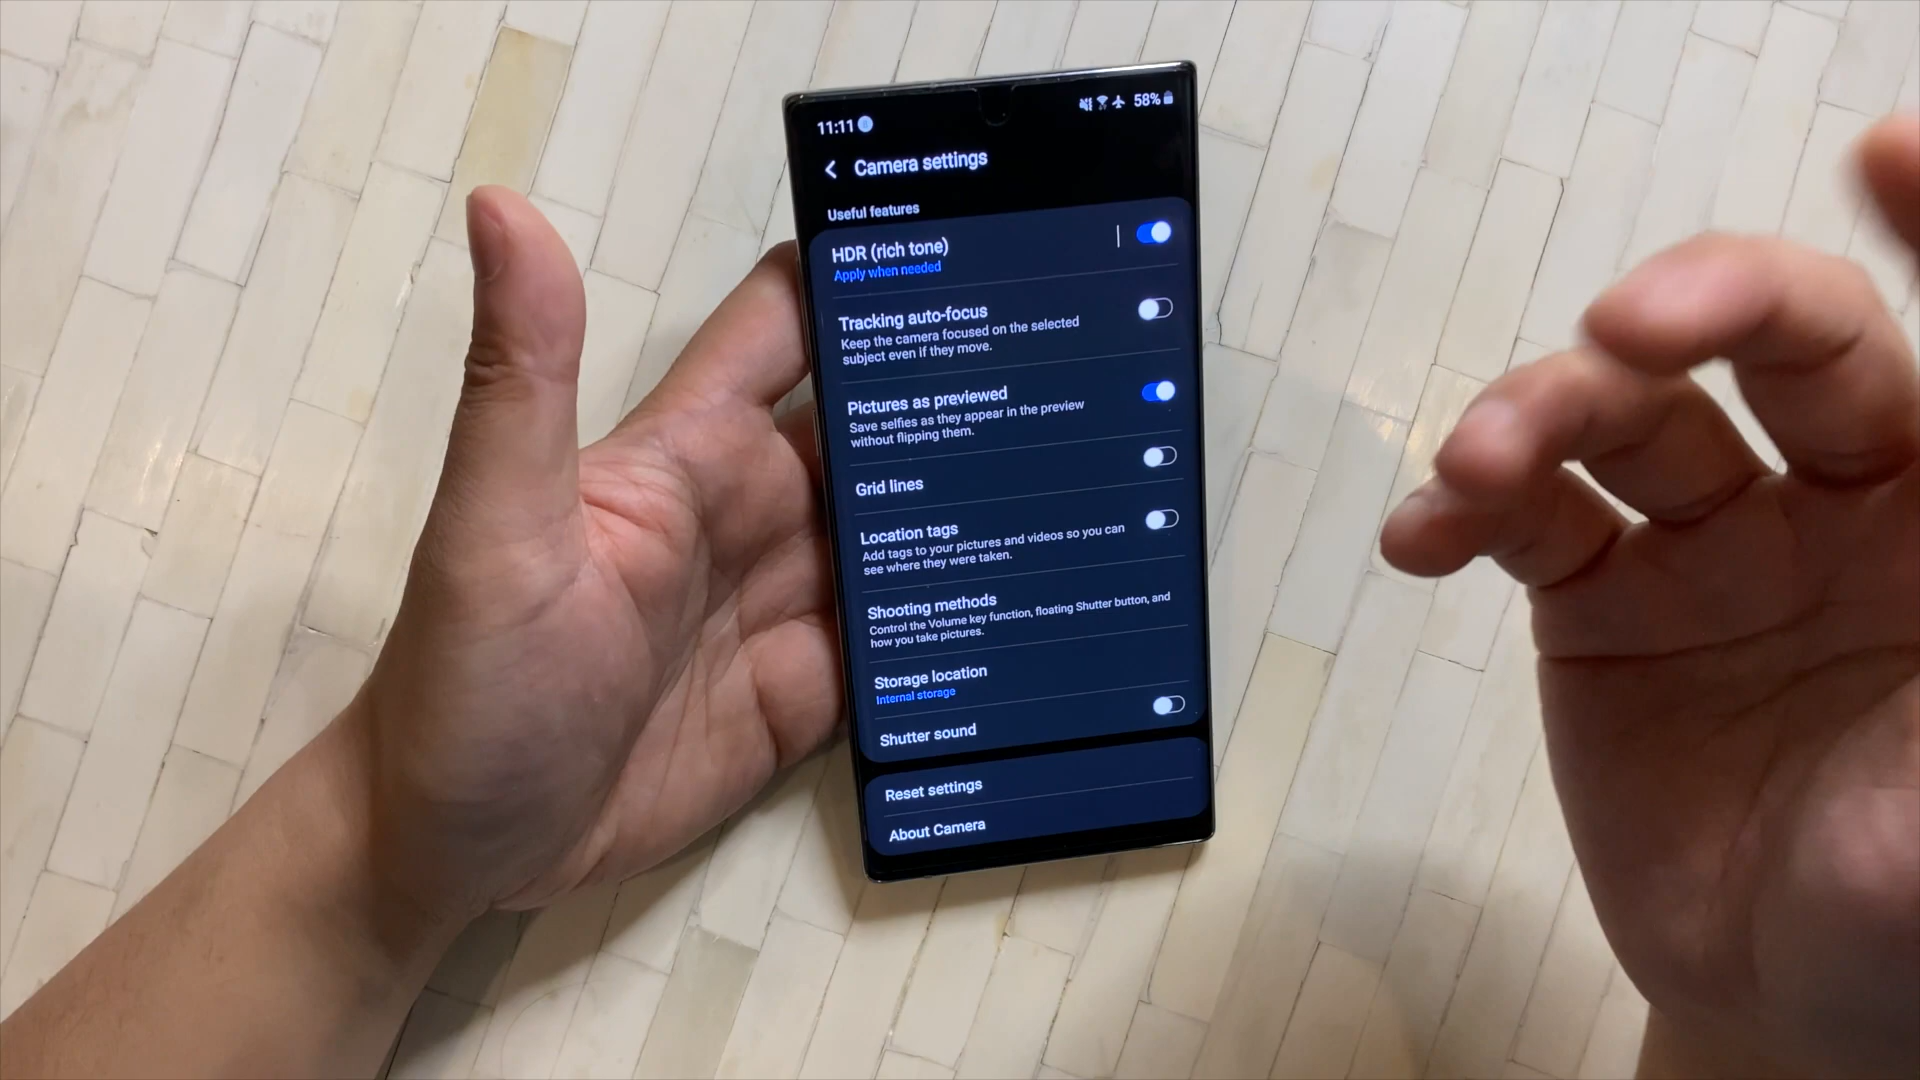 11:11
58%
Camera settings
Useful features
HDR (rich tone)
Apply when needed
Tracking auto-focus
Keep the camera focused on the selected
subject even if they move.
Pictures as previewed
Save selfies as they appear in the preview
without flipping them.
Grid lines
Location tags
Add tags to your pictures and videos so you can
see where they were taken.
Shooting methods
Control the Volume key function, floating Shutter button, and
how you take pictures.
Storage location
Internal storage
Shutter sound
Reset settings
About Camera